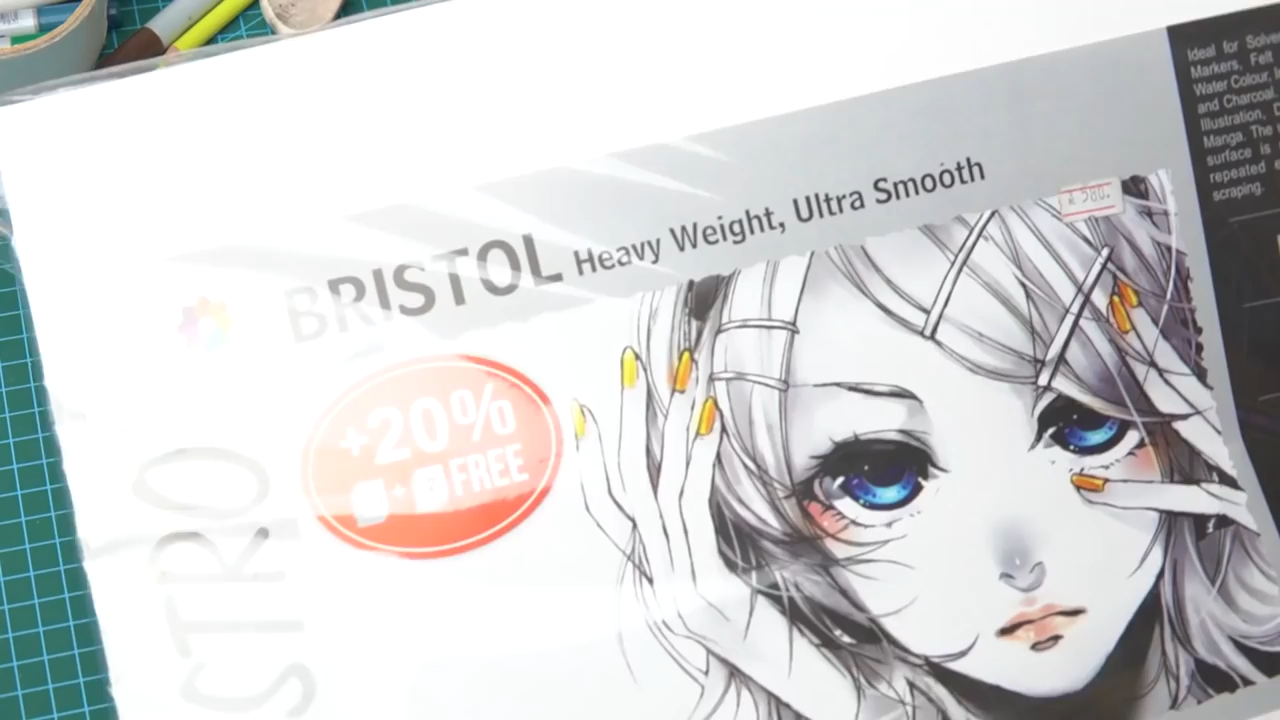 BRISTOL Heavy Weight, Ultra Smooth
+20%
FREE
STRO
580.
Ideal for
Markers, Felt
Water Colour,
and Charcoal.
Illustration,
Manga. The
surface is
repeated
scraping.